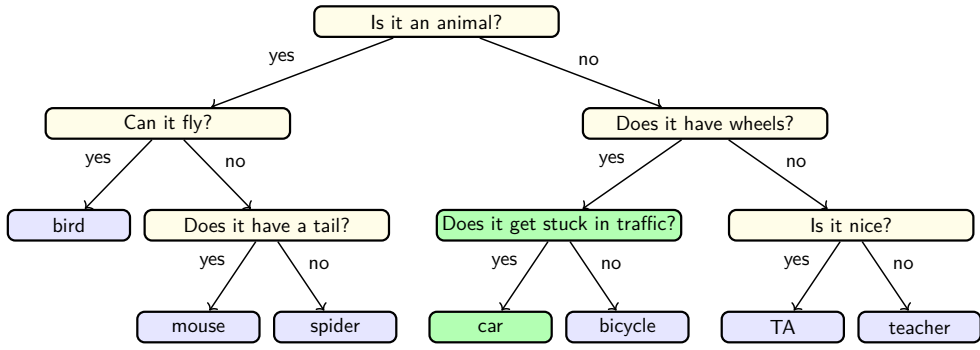 Is it an animal?
yes
no
Can it fly?
Does it have wheels?
yes
no
yes
no
bird
Does it have a tail?
Does it get stuck in traffic?
Is it nice?
yes
no
yes
no
yes
no
mouse
spider
car
bicycle
TA
teacher